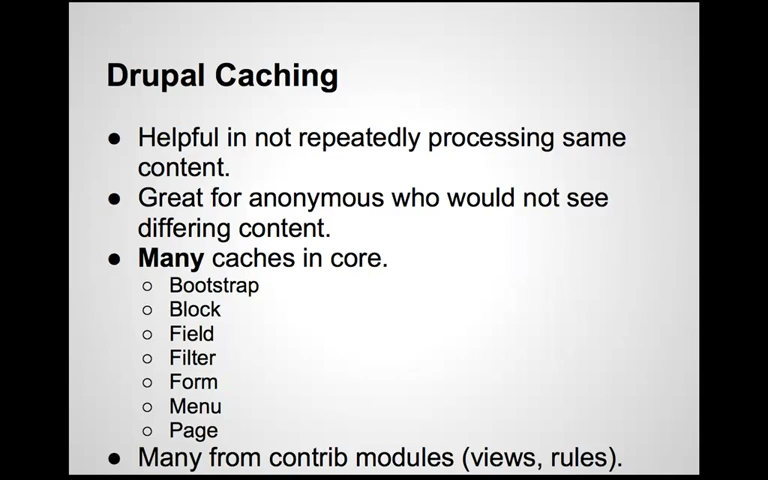 Drupal Caching
● Helpful in not repeatedly processing same
content.
● Great for anonymous who would not see
differing content.
● Many caches in core.
○ Bootstrap
○ Block
○ Field
○ Filter
○ Form
○ Menu
○ Page
● Many from contrib modules (views, rules).